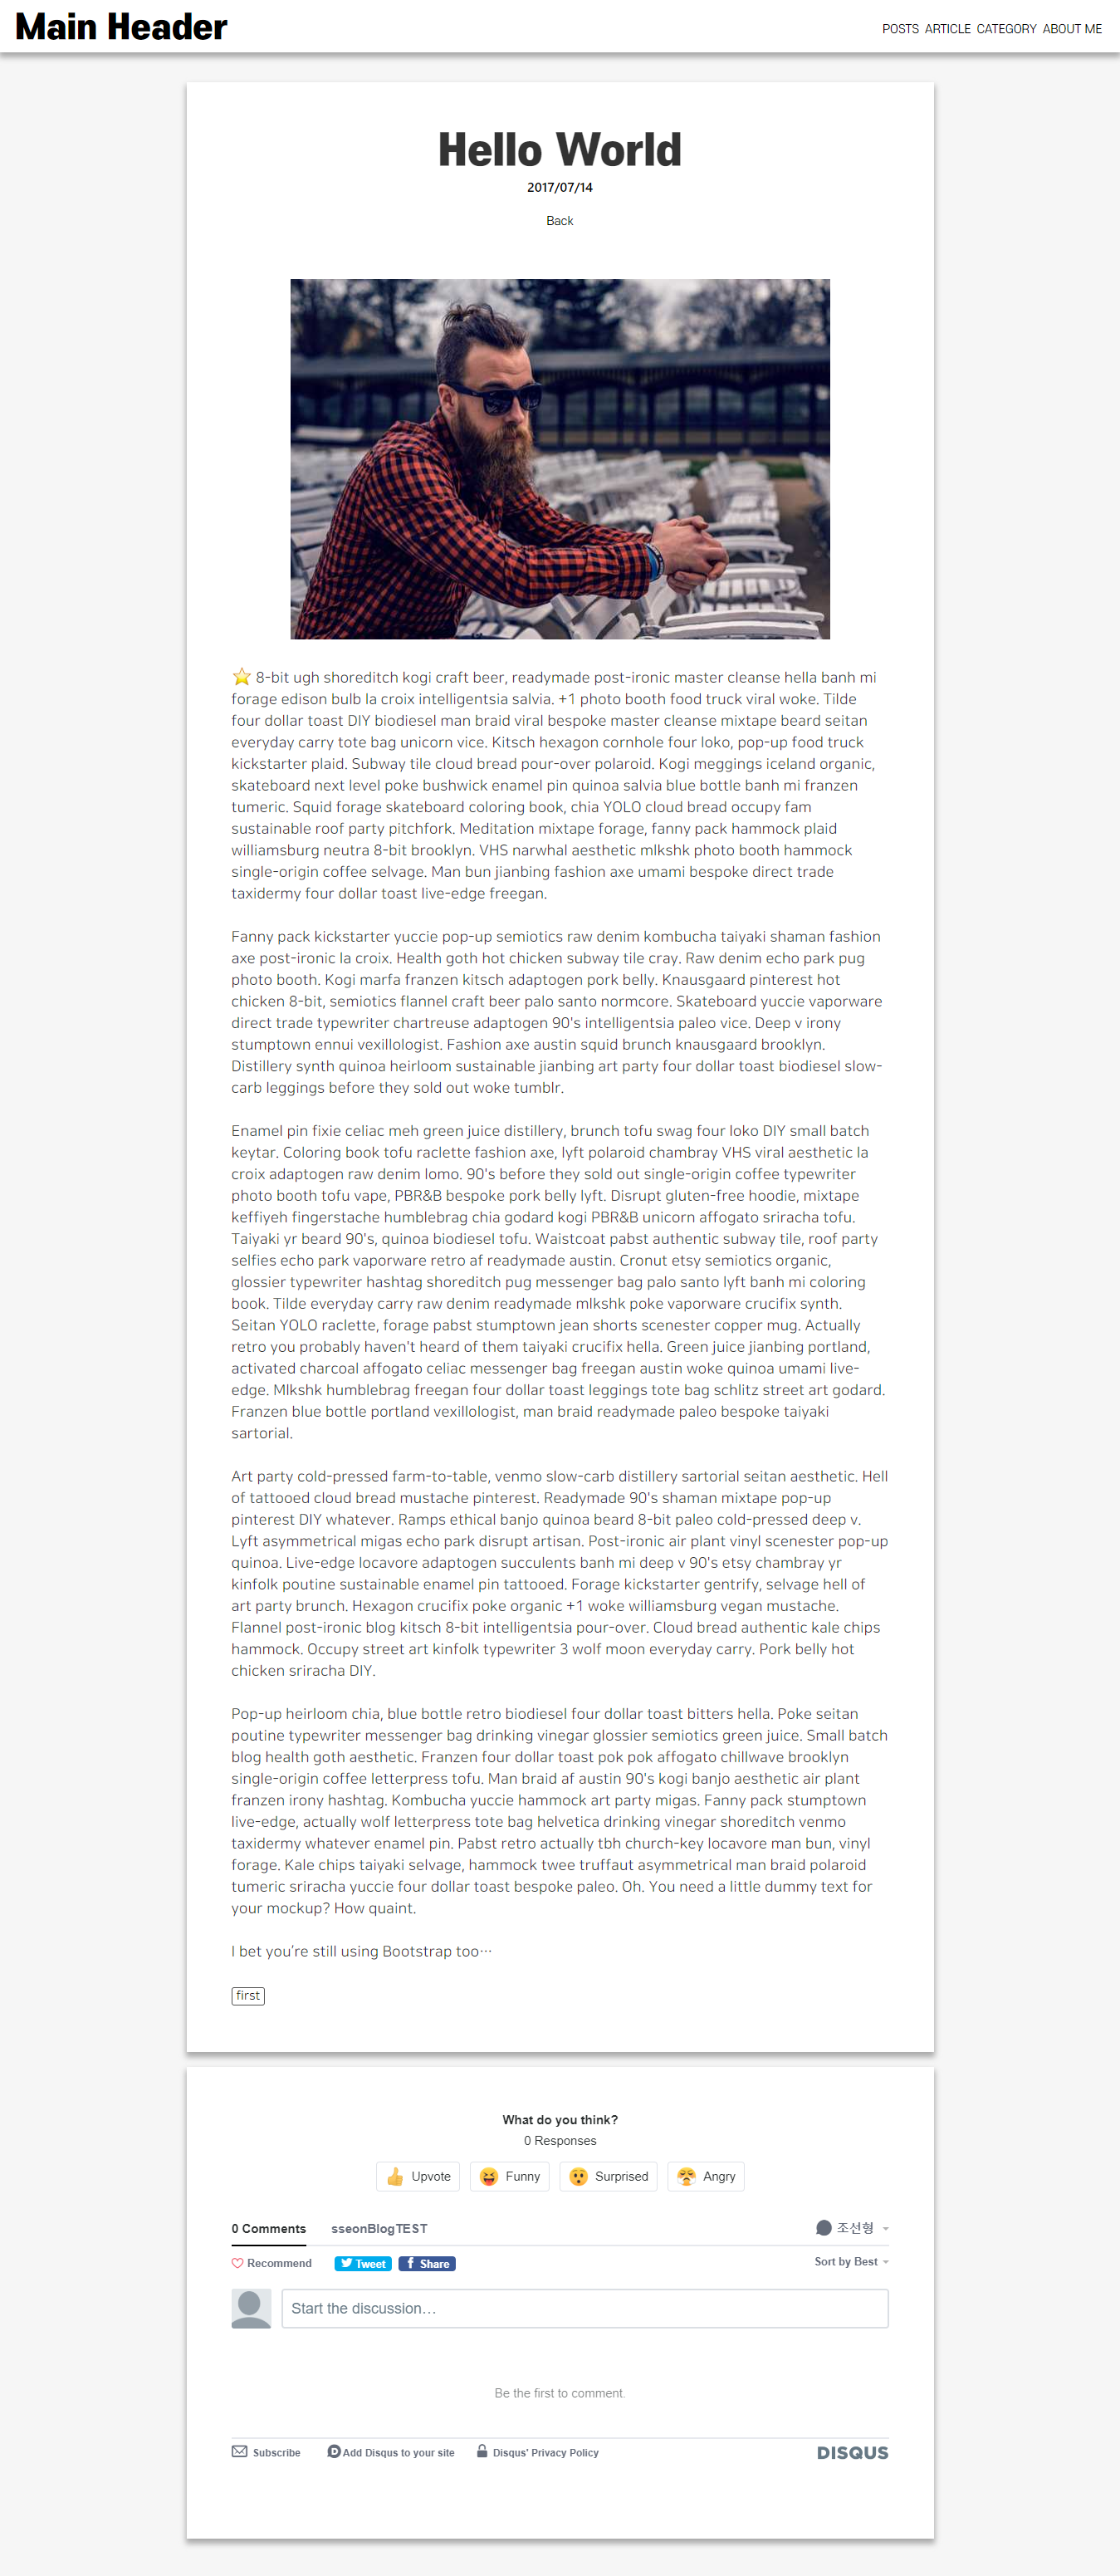 Main Header
POSTS ARTICLE CATEGORY ABOUT ME
Hello World
2017/07/14
Back
⭐ 8-bit ugh shoreditch kogi craft beer, readymade post-ironic master cleanse hella banh mi
forage edison bulb la croix intelligentsia salvia. +1 photo booth food truck viral woke. Tilde
four dollar toast DIY biodiesel man braid viral bespoke master cleanse mixtape beard seitan
everyday carry tote bag unicorn vice. Kitsch hexagon cornhole four loko, pop-up food truck
kickstarter plaid. Subway tile cloud bread pour-over polaroid. Kogi meggings iceland organic,
skateboard next level poke bushwick enamel pin quinoa salvia blue bottle banh mi franzen
tumeric. Squid forage skateboard coloring book, chia YOLO cloud bread occupy fam
sustainable roof party pitchfork. Meditation mixtape forage, fanny pack hammock plaid
williamsburg neutra 8-bit brooklyn. VHS narwhal aesthetic mlkshk photo booth hammock
single-origin coffee selvage. Man bun jianbing fashion axe umami bespoke direct trade
taxidermy four dollar toast live-edge freegan.
Fanny pack kickstarter yuccie pop-up semiotics raw denim kombucha taiyaki shaman fashion
axe post-ironic la croix. Health goth hot chicken subway tile cray. Raw denim echo park pug
photo booth. Kogi marfa franzen kitsch adaptogen pork belly. Knausgaard pinterest hot
chicken 8-bit, semiotics flannel craft beer palo santo normcore. Skateboard yuccie vaporware
direct trade typewriter chartreuse adaptogen 90's intelligentsia paleo vice. Deep v irony
stumptown ennui vexillologist. Fashion axe austin squid brunch knausgaard brooklyn.
Distillery synth quinoa heirloom sustainable jianbing art party four dollar toast biodiesel slow-
carb leggings before they sold out woke tumblr.
Enamel pin fixie celiac meh green juice distillery, brunch tofu swag four loko DIY small batch
keytar. Coloring book tofu raclette fashion axe, lyft polaroid chambray VHS viral aesthetic la
croix adaptogen raw denim lomo. 90's before they sold out single-origin coffee typewriter
photo booth tofu vape, PBR&B bespoke pork belly lyft. Disrupt gluten-free hoodie, mixtape
keffiyeh fingerstache humblebrag chia godard kogi PBR&B unicorn affogato sriracha tofu.
Taiyaki yr beard 90's, quinoa biodiesel tofu. Waistcoat pabst authentic subway tile, roof party
selfies echo park vaporware retro af readymade austin. Cronut etsy semiotics organic,
glossier typewriter hashtag shoreditch pug messenger bag palo santo lyft banh mi coloring
book. Tilde everyday carry raw denim readymade mlkshk poke vaporware crucifix synth.
Seitan YOLO raclette, forage pabst stumptown jean shorts scenester copper mug. Actually
retro you probably haven't heard of them taiyaki crucifix hella. Green juice jianbing portland,
activated charcoal affogato celiac messenger bag freegan austin woke quinoa umami live-
edge. Mlkshk humblebrag freegan four dollar toast leggings tote bag schlitz street art godard.
Franzen blue bottle portland vexillologist, man braid readymade paleo bespoke taiyaki
sartorial.
Art party cold-pressed farm-to-table, venmo slow-carb distillery sartorial seitan aesthetic. Hell
of tattooed cloud bread mustache pinterest. Readymade 90's shaman mixtape pop-up
pinterest DIY whatever. Ramps ethical banjo quinoa beard 8-bit paleo cold-pressed deep v.
Lyft asymmetrical migas echo park disrupt artisan. Post-ironic air plant vinyl scenester pop-up
quinoa. Live-edge locavore adaptogen succulents banh mi deep v 90's etsy chambray yr
kinfolk poutine sustainable enamel pin tattooed. Forage kickstarter gentrify, selvage hell of
art party brunch. Hexagon crucifix poke organic +1 woke williamsburg vegan mustache.
Flannel post-ironic blog kitsch 8-bit intelligentsia pour-over. Cloud bread authentic kale chips
hammock. Occupy street art kinfolk typewriter 3 wolf moon everyday carry. Pork belly hot
chicken sriracha DIY.
Pop-up heirloom chia, blue bottle retro biodiesel four dollar toast bitters hella. Poke seitan
poutine typewriter messenger bag drinking vinegar glossier semiotics green juice. Small batch
blog health goth aesthetic. Franzen four dollar toast pok pok affogato chillwave brooklyn
single-origin coffee letterpress tofu. Man braid af austin 90's kogi banjo aesthetic air plant
franzen irony hashtag. Kombucha yuccie hammock art party migas. Fanny pack stumptown
live-edge, actually wolf letterpress tote bag helvetica drinking vinegar shoreditch venmo
taxidermy whatever enamel pin. Pabst retro actually tbh church-key locavore man bun, vinyl
forage. Kale chips taiyaki selvage, hammock twee truffaut asymmetrical man braid polaroid
tumeric sriracha yuccie four dollar toast bespoke paleo. Oh. You need a little dummy text for
your mockup? How quaint.
I bet you're still using Bootstrap too…
first
What do you think?
0 Responses
Upvote Funny Surprised Angry
0 Comments sseonBlogTEST 조선형
Recommend Tweet Share Sort by Best
Start the discussion…
Be the first to comment.
Subscribe Add Disqus to your site Disqus' Privacy Policy DISQUS